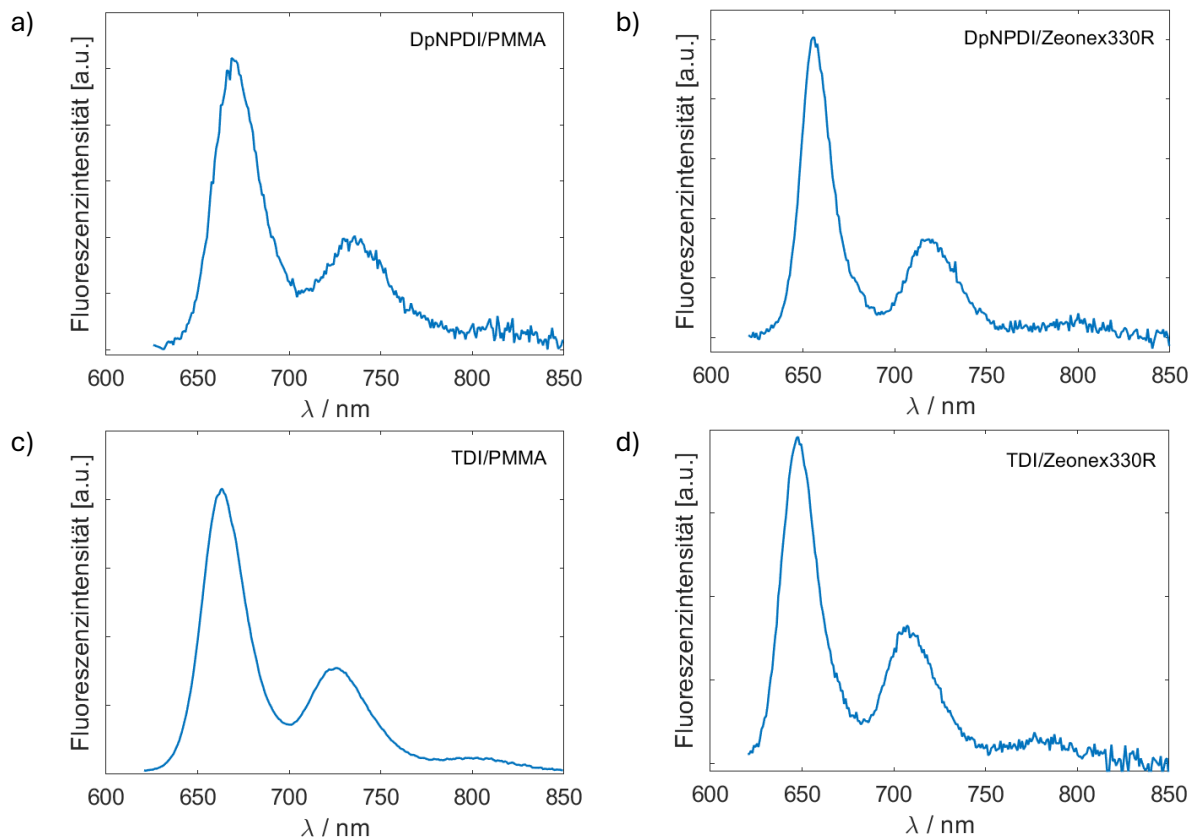 a)
DpNPDI/PMMA
Fluoreszenzintensität [a.u.]
600 650 700 750 800 850
λ / nm
b)
DpNPDI/Zeonex330R
Fluoreszenzintensität [a.u.]
600 650 700 750 800 850
λ / nm
c)
TDI/PMMA
Fluoreszenzintensität [a.u.]
600 650 700 750 800 850
λ / nm
d)
TDI/Zeonex330R
Fluoreszenzintensität [a.u.]
600 650 700 750 800 850
λ / nm